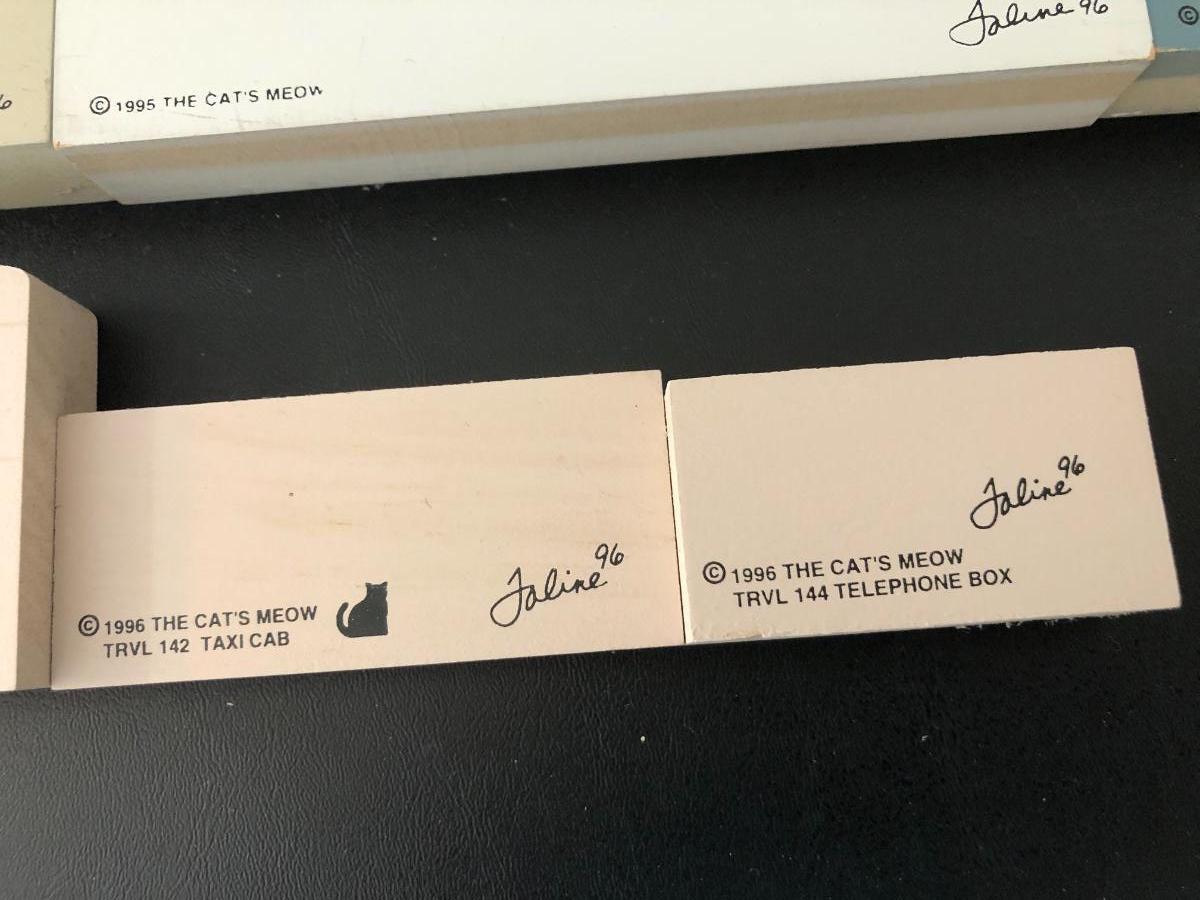 Faline 96
©
6
© 1995 THE CAT'S MEOW
Faline 96
© 1996 THE CAT'S MEOW
TRVL 142 TAXI CAB
Faline 96
© 1996 THE CAT'S MEOW
TRVL 144 TELEPHONE BOX